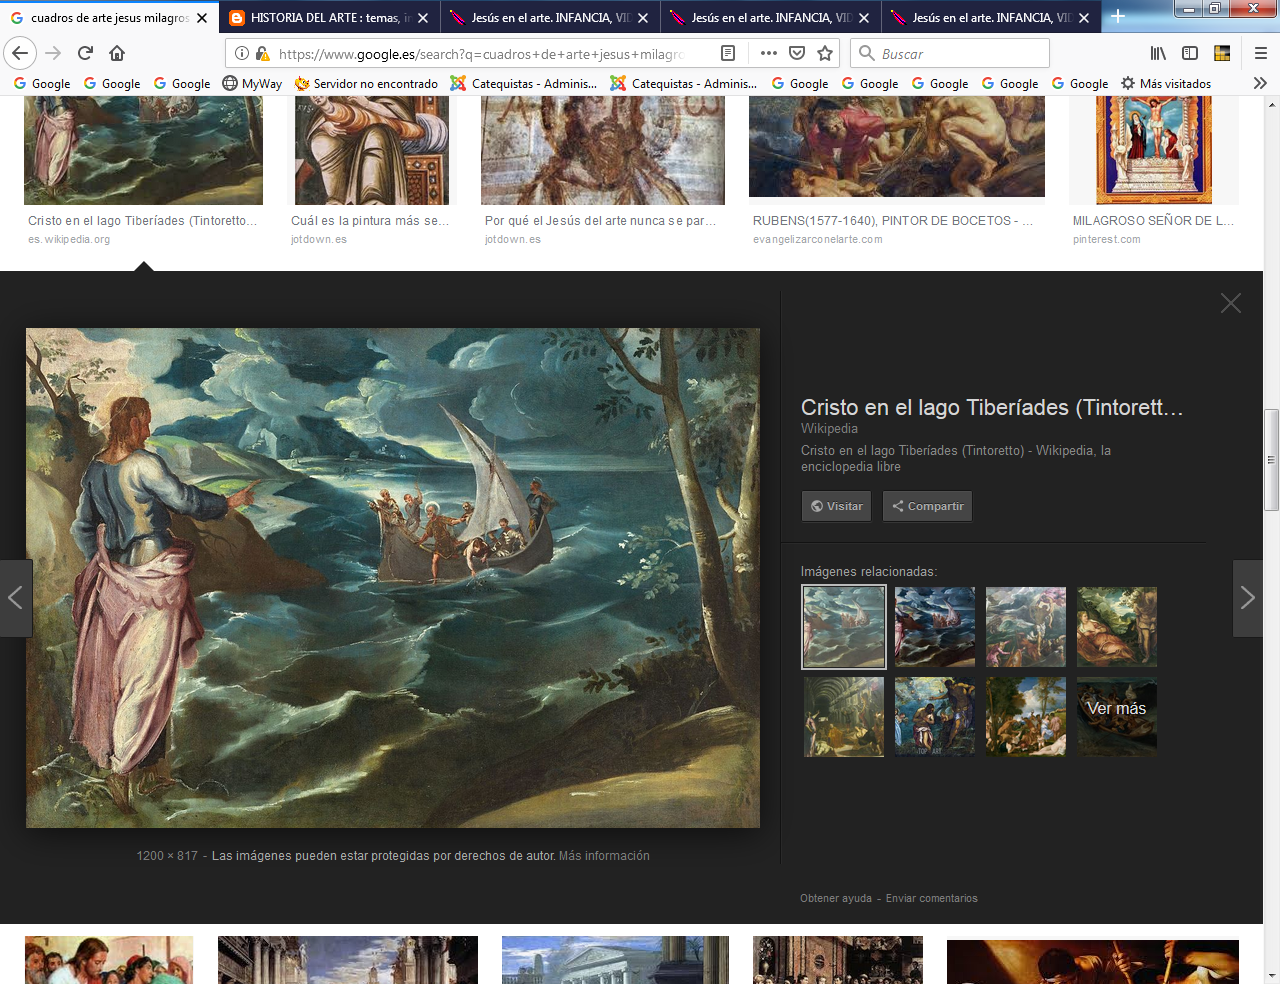 cuadros de arte jesus milagros
HISTORIA DEL ARTE : temas, i
Jesús en el arte. INFANCIA, VID
Jesús en el arte. INFANCIA, VID
Jesús en el arte. INFANCIA, VID
https://www.google.es/search?q=cuadros+de+arte+jesus+milagro
Buscar
Google
Google
Google
MyWay
Servidor no encontrado
Catequistas - Adminis...
Catequistas - Adminis...
Google
Google
Google
Google
Google
Más visitados
Cristo en el lago Tiberíades (Tintoretto...
es.wikipedia.org
Cuál es la pintura más se...
jotdown.es
Por qué el Jesús del arte nunca se par...
jotdown.es
RUBENS(1577-1640), PINTOR DE BOCETOS - ...
evangelizarconelarte.com
MILAGROSO SEÑOR DE L...
pinterest.com
Cristo en el lago Tiberíades (Tintorett...
Wikipedia
Cristo en el lago Tiberíades (Tintoretto) - Wikipedia, la
enciclopedia libre
Visitar
Compartir
Imágenes relacionadas:
TOP ART
Ver más
1200 × 817 - Las imágenes pueden estar protegidas por derechos de autor. Más información
Obtener ayuda - Enviar comentarios